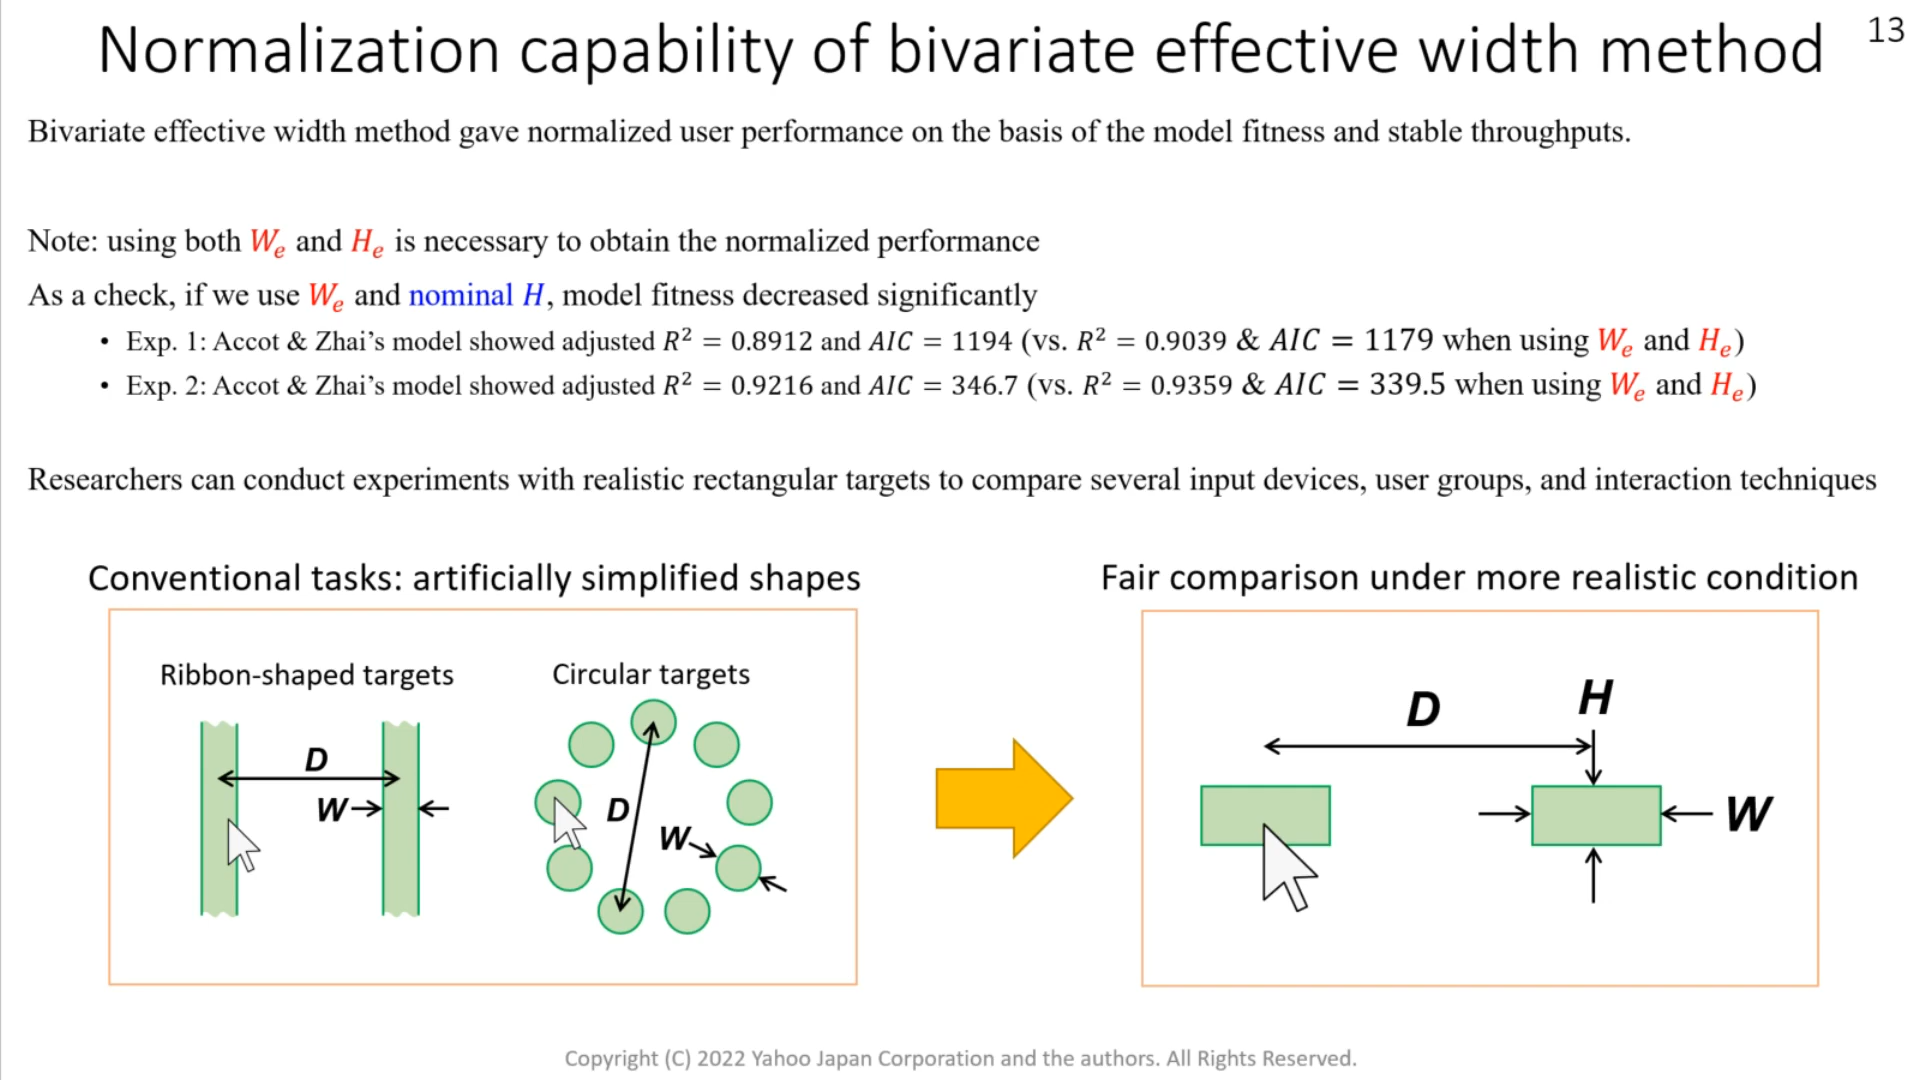 Normalization capability of bivariate effective width method
13
Bivariate effective width method gave normalized user performance on the basis of the model fitness and stable throughputs.
Note: using both Wₑ and Hₑ is necessary to obtain the normalized performance
As a check, if we use Wₑ and nominal H, model fitness decreased significantly
• Exp. 1: Accot & Zhai’s model showed adjusted R² = 0.8912 and AIC = 1194 (vs. R² = 0.9039 & AIC = 1179 when using Wₑ and Hₑ)
• Exp. 2: Accot & Zhai’s model showed adjusted R² = 0.9216 and AIC = 346.7 (vs. R² = 0.9359 & AIC = 339.5 when using Wₑ and Hₑ)
Researchers can conduct experiments with realistic rectangular targets to compare several input devices, user groups, and interaction techniques
Conventional tasks: artificially simplified shapes
Ribbon-shaped targets
D
W
Circular targets
D
W
Fair comparison under more realistic condition
D
H
W
Copyright (C) 2022 Yahoo Japan Corporation and the authors. All Rights Reserved.